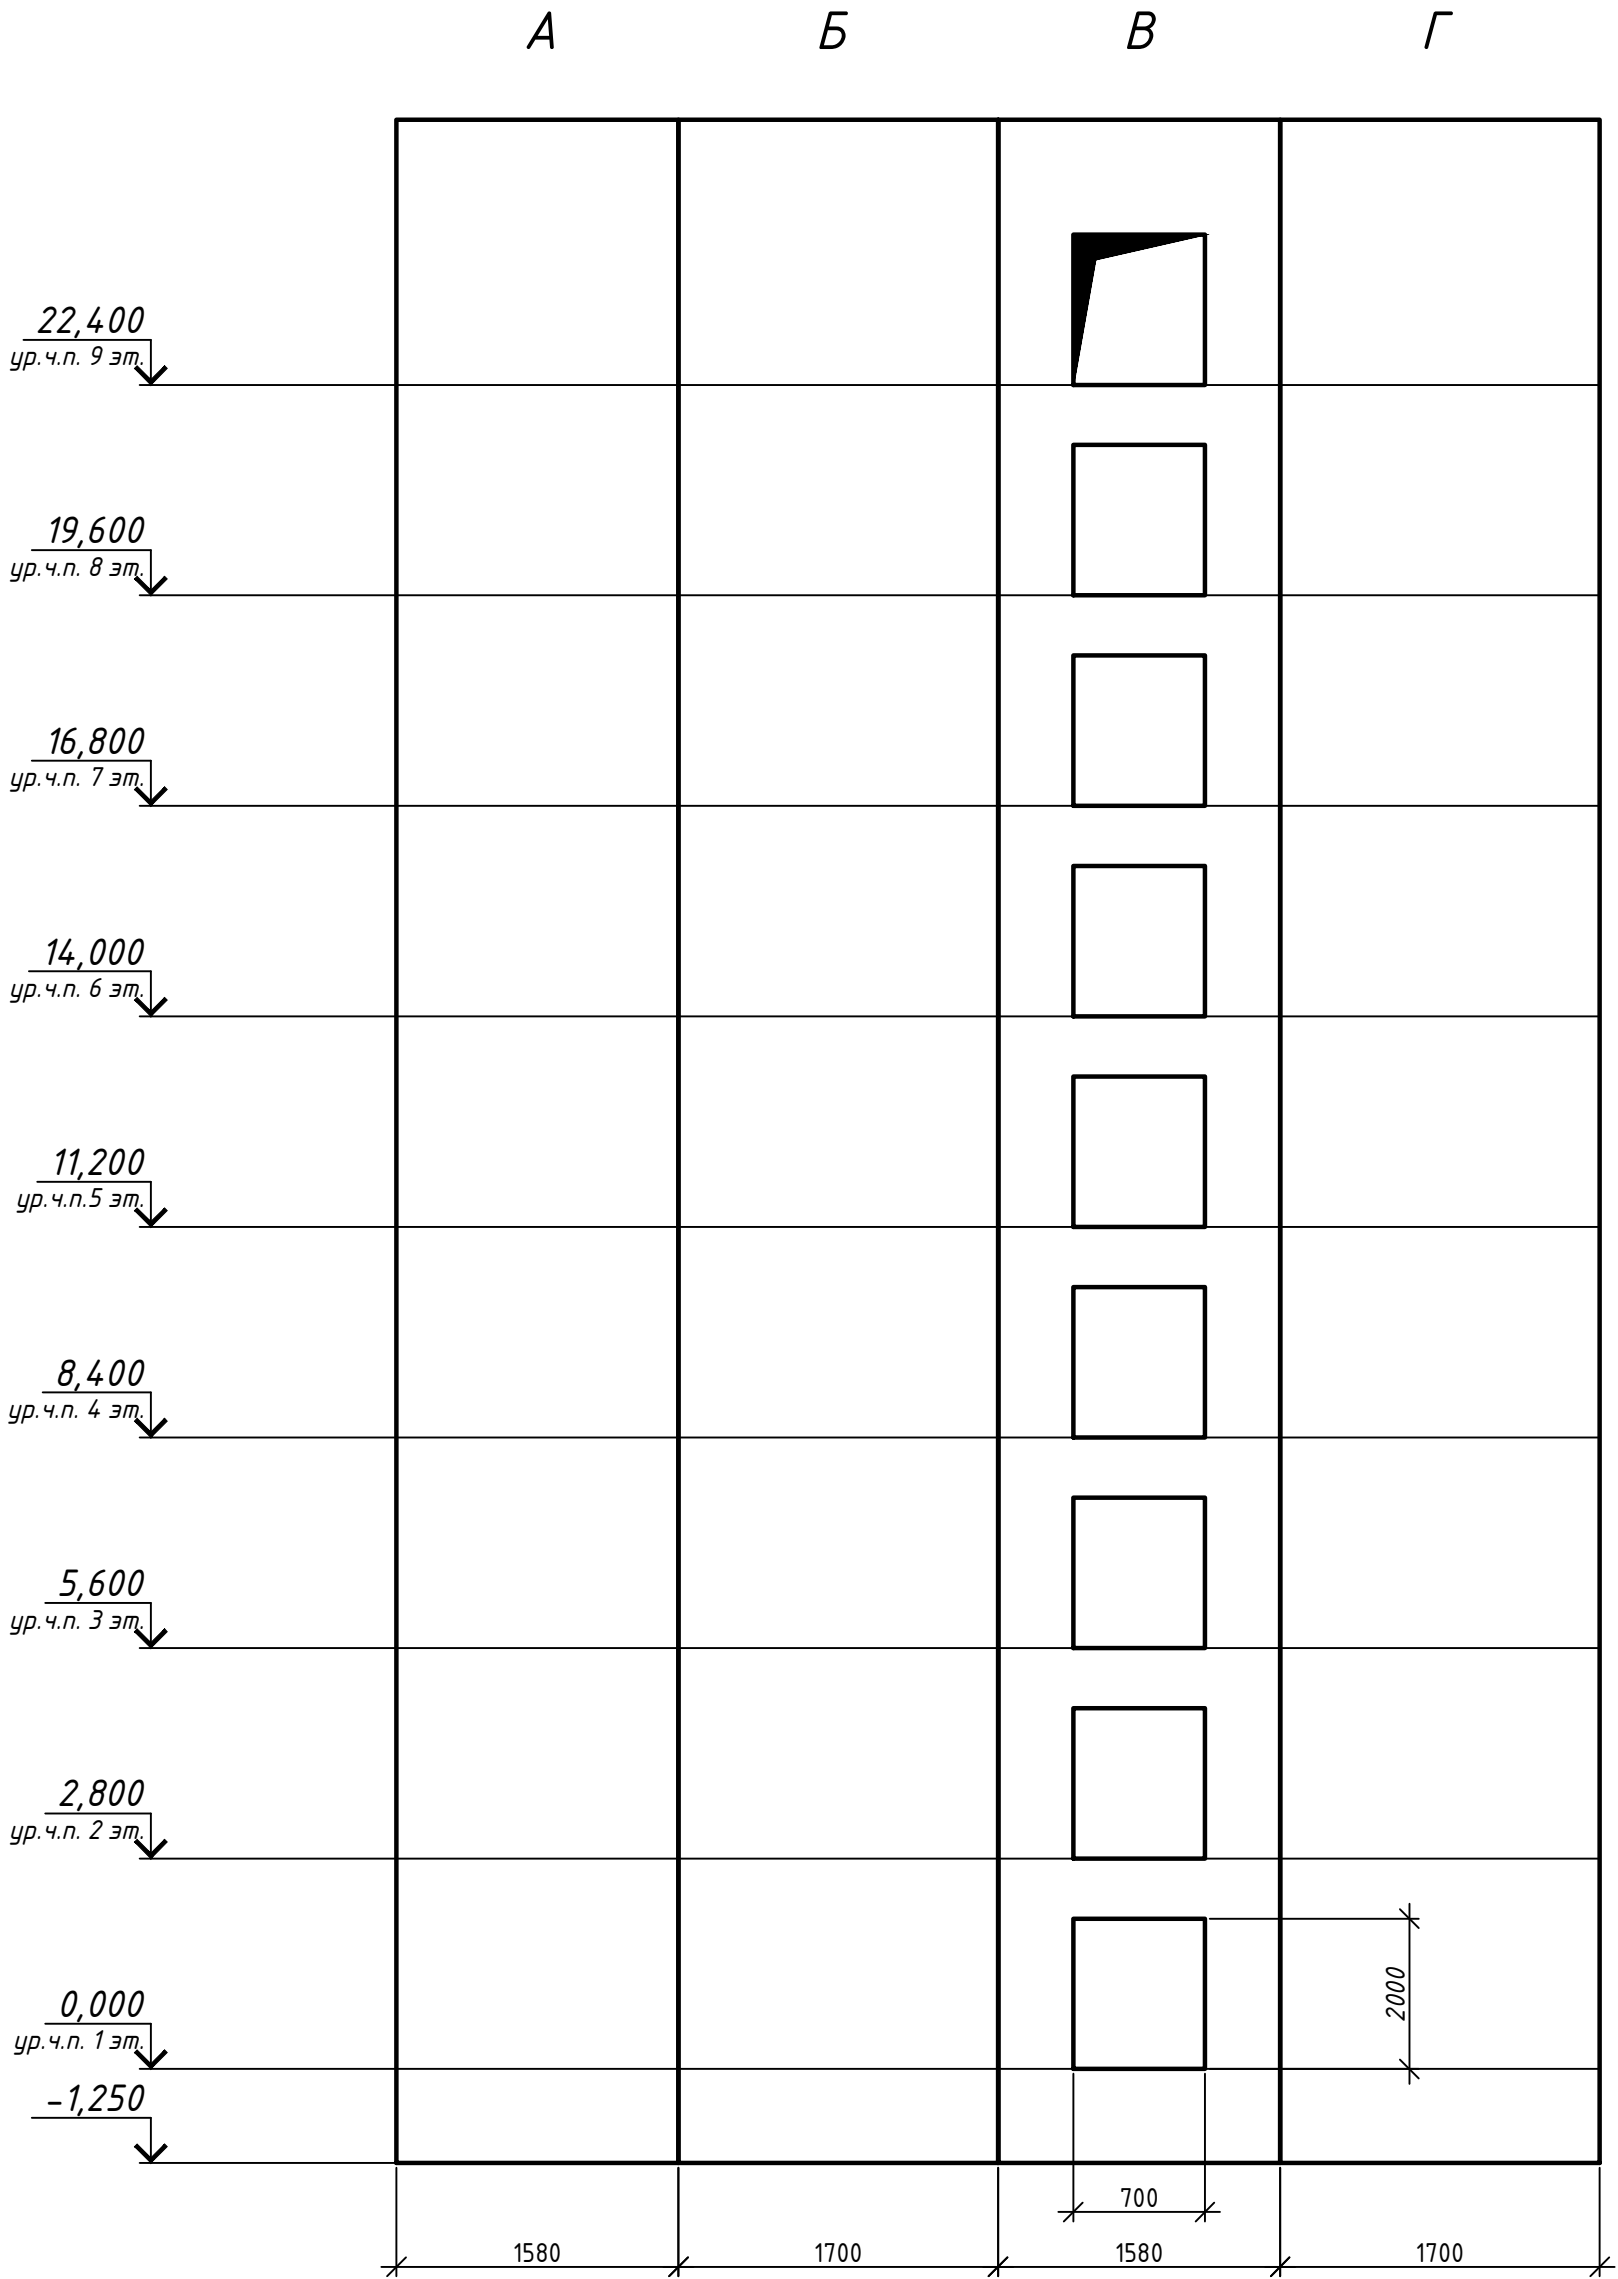 А Б В Г
22,400
ур.ч.п. 9 эт.
19,600
ур.ч.п. 8 эт.
16,800
ур.ч.п. 7 эт.
14,000
ур.ч.п. 6 эт.
11,200
ур.ч.п.5 эт.
8,400
ур.ч.п. 4 эт.
5,600
ур.ч.п. 3 эт.
2,800
ур.ч.п. 2 эт.
0,000
ур.ч.п. 1 эт.
2000
-1,250
700
1580 1700 1580 1700